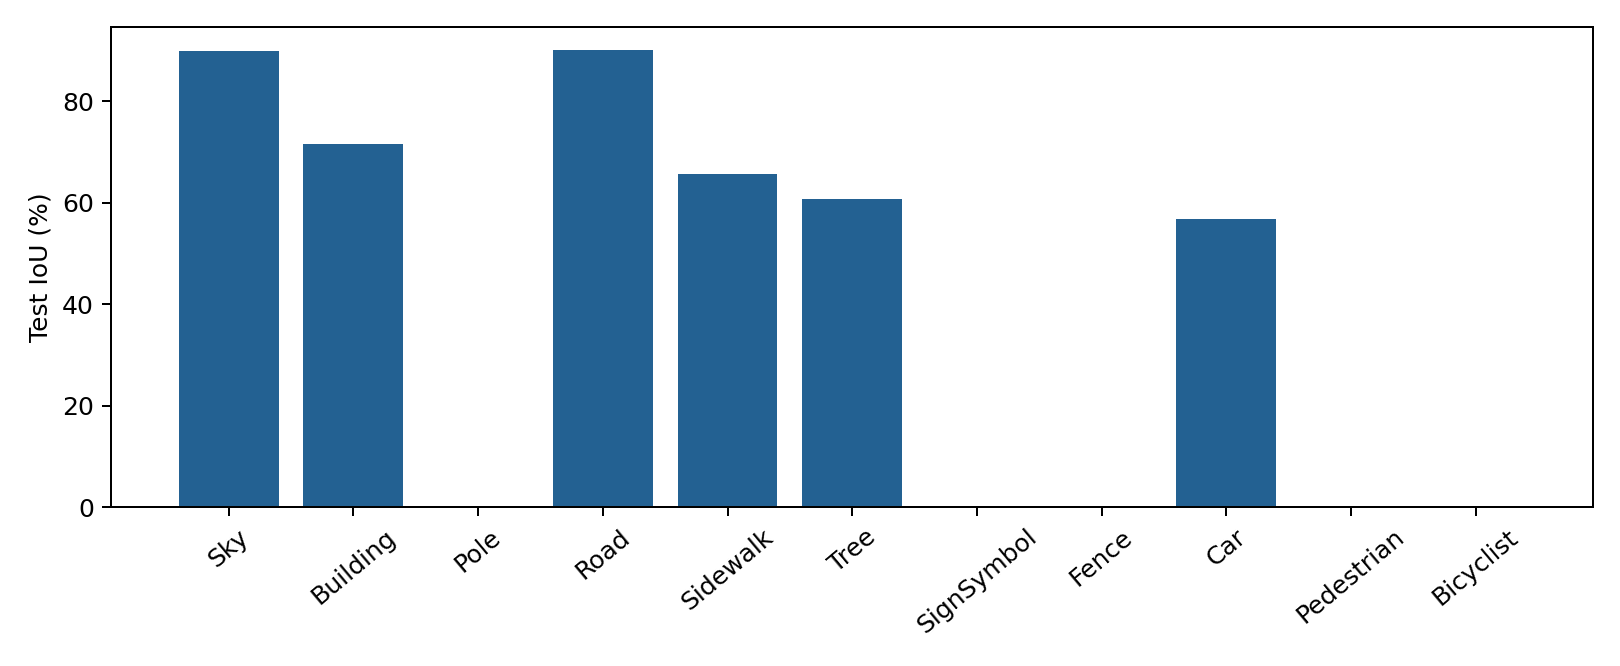 Test IoU (%)
80
60
40
20
0
Sky
Building
Pole
Road
Sidewalk
Tree
SignSymbol
Fence
Car
Pedestrian
Bicyclist